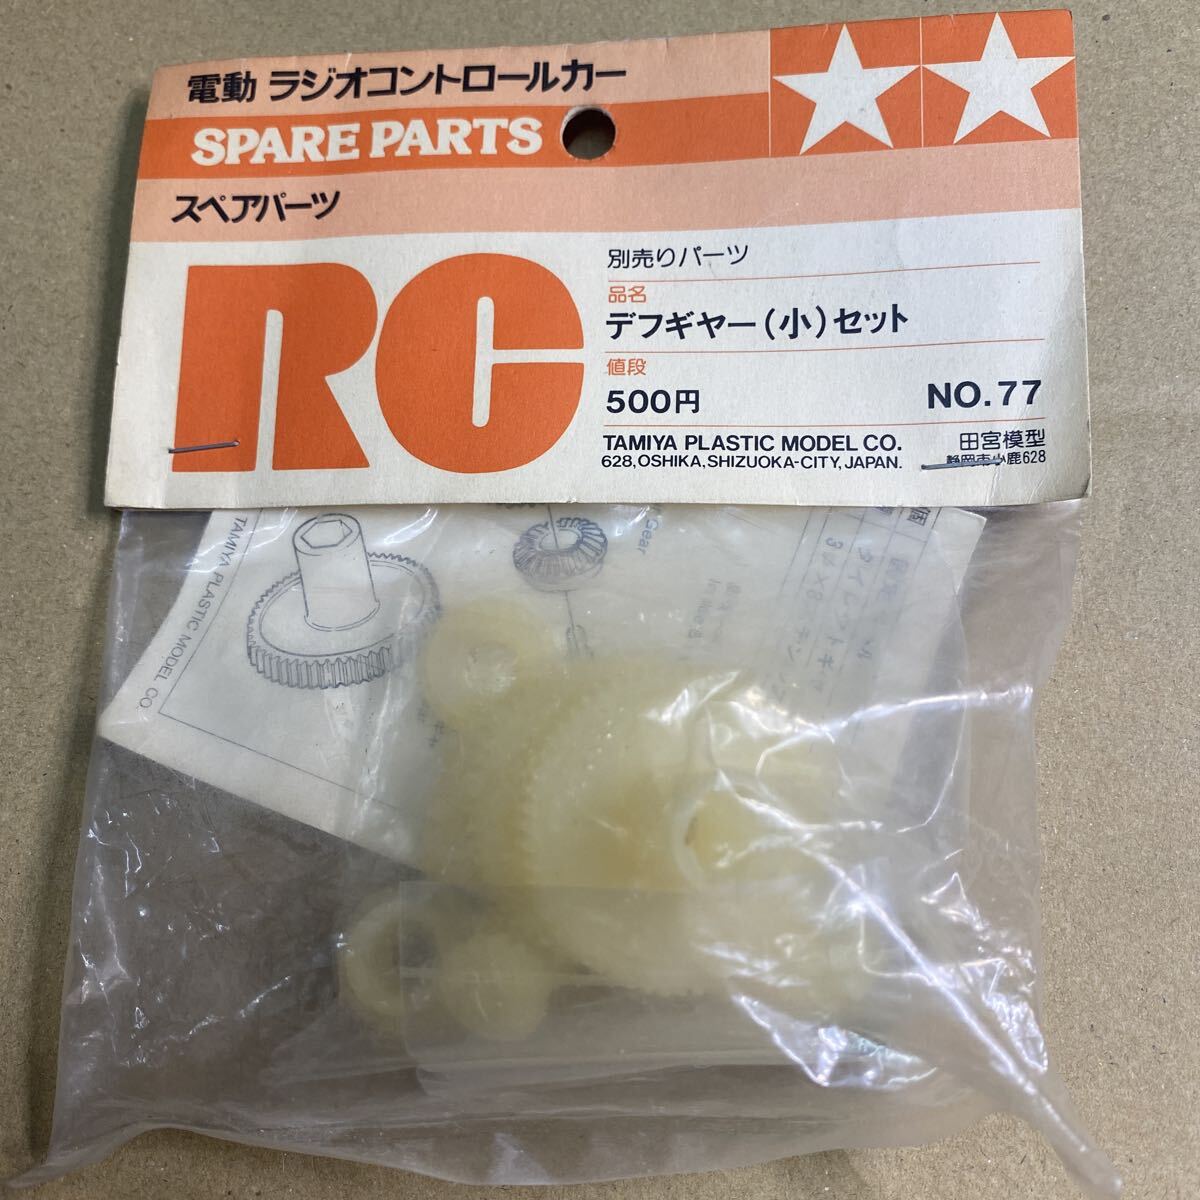 電動 ラジオコントロールカー
SPARE PARTS
スペアパーツ
RC
別売りパーツ
品名
デフギヤー(小)セット
値段
500円
NO.77
TAMIYA PLASTIC MODEL CO.
田宮模型
628, OSHIKA, SHIZUOKA-CITY, JAPAN.
静岡市小鹿628
TAMIYA PLASTIC MODEL CO.
Gear